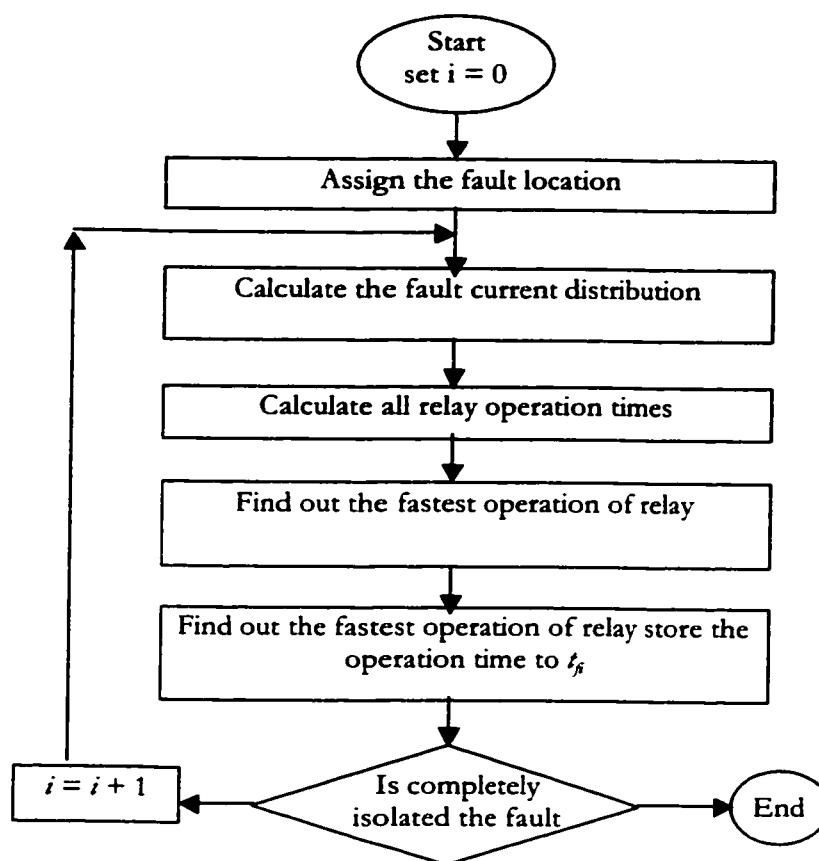 Start
set i = 0
Assign the fault location
Calculate the fault current distribution
Calculate all relay operation times
Find out the fastest operation of relay
Find out the fastest operation of relay store the
operation time to t_fi
i = i + 1
Is completely
isolated the fault
End